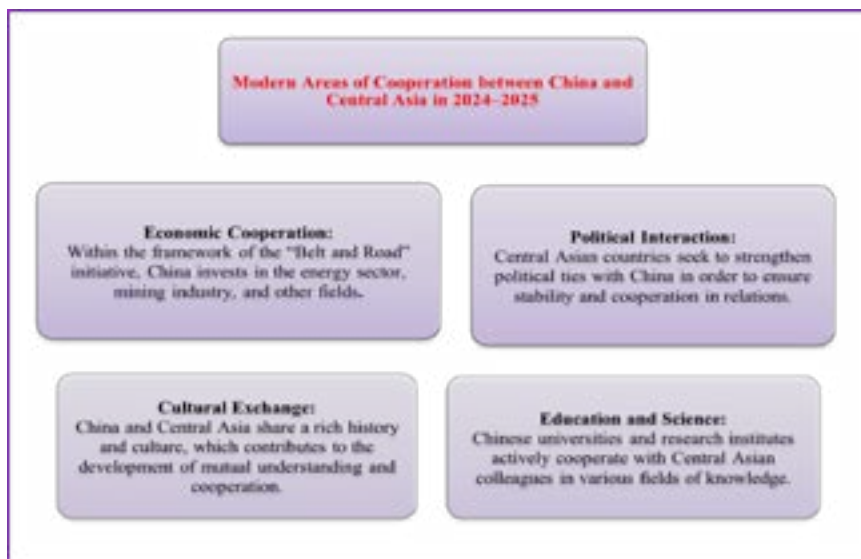 Modern Areas of Cooperation between China and
Central Asia in 2024–2025
Economic Cooperation:
Within the framework of the “Belt and Road”
initiative, China invests in the energy sector,
mining industry, and other fields.
Political Interaction:
Central Asian countries seek to strengthen
political ties with China in order to ensure
stability and cooperation in relations.
Cultural Exchange:
China and Central Asia share a rich history
and culture, which contributes to the
development of mutual understanding and
cooperation.
Education and Science:
Chinese universities and research institutes
actively cooperate with Central Asian
colleagues in various fields of knowledge.